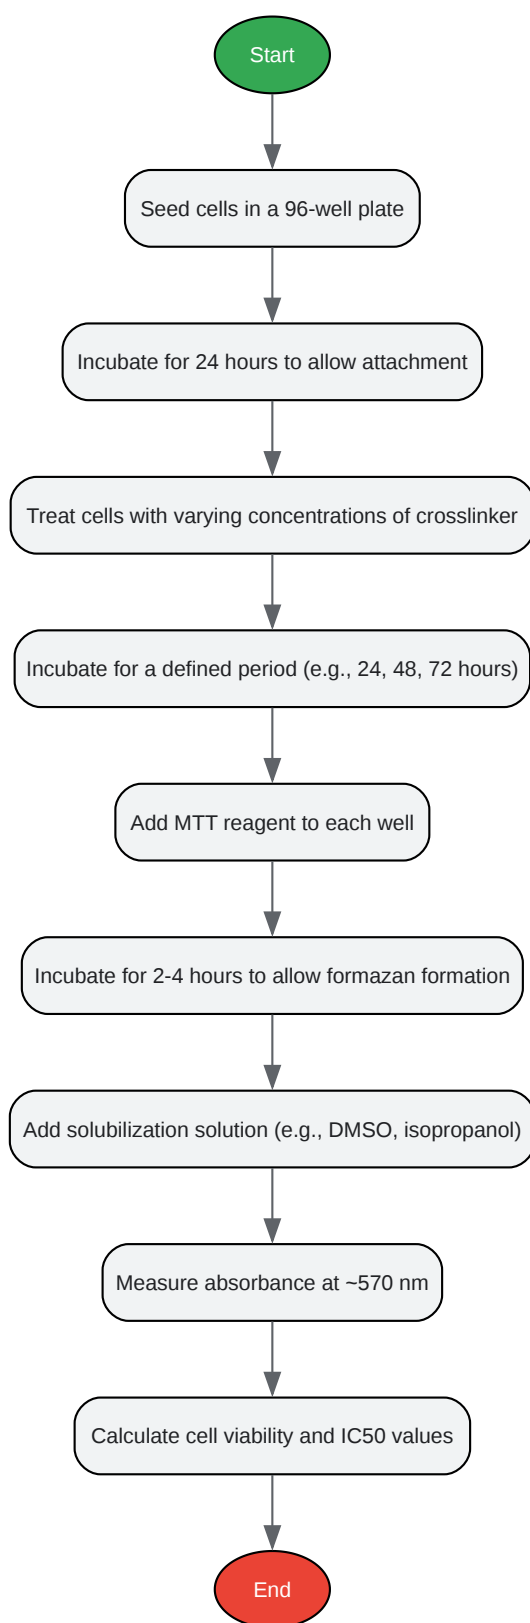 Start
Seed cells in a 96-well plate
Incubate for 24 hours to allow attachment
Treat cells with varying concentrations of crosslinker
Incubate for a defined period (e.g., 24, 48, 72 hours)
Add MTT reagent to each well
Incubate for 2-4 hours to allow formazan formation
Add solubilization solution (e.g., DMSO, isopropanol)
Measure absorbance at ~570 nm
Calculate cell viability and IC50 values
End